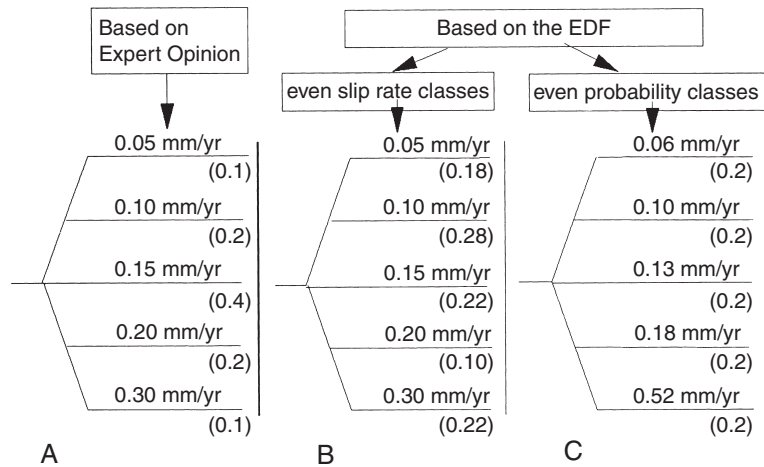 Based on
Expert Opinion
Based on the EDF
even slip rate classes
even probability classes
0.05 mm/yr
(0.1)
0.10 mm/yr
(0.2)
0.15 mm/yr
(0.4)
0.20 mm/yr
(0.2)
0.30 mm/yr
(0.1)
A
0.05 mm/yr
(0.18)
0.10 mm/yr
(0.28)
0.15 mm/yr
(0.22)
0.20 mm/yr
(0.10)
0.30 mm/yr
(0.22)
B
0.06 mm/yr
(0.2)
0.10 mm/yr
(0.2)
0.13 mm/yr
(0.2)
0.18 mm/yr
(0.2)
0.52 mm/yr
(0.2)
C